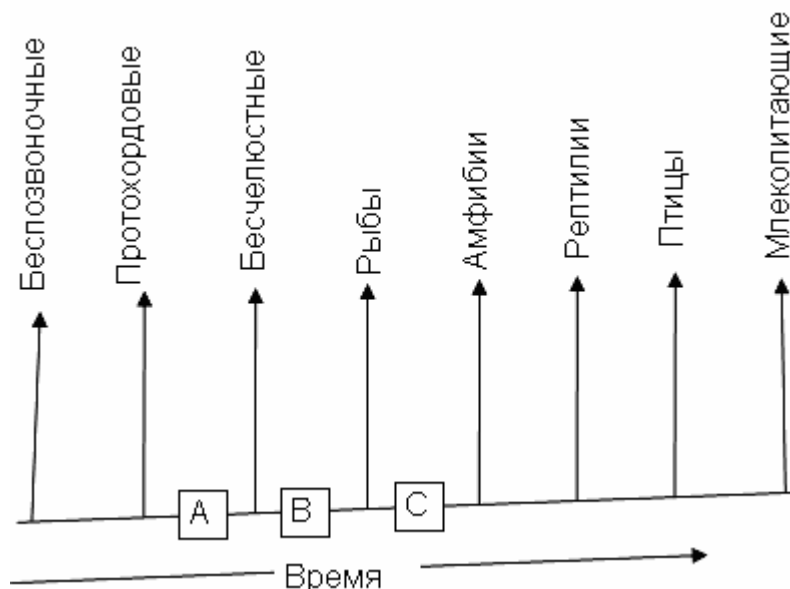 Беспозвоночные
Протохордовые
Бесчелюстные
Рыбы
Амфибии
Рептилии
Птицы
Млекопитающие
A
B
C
Время